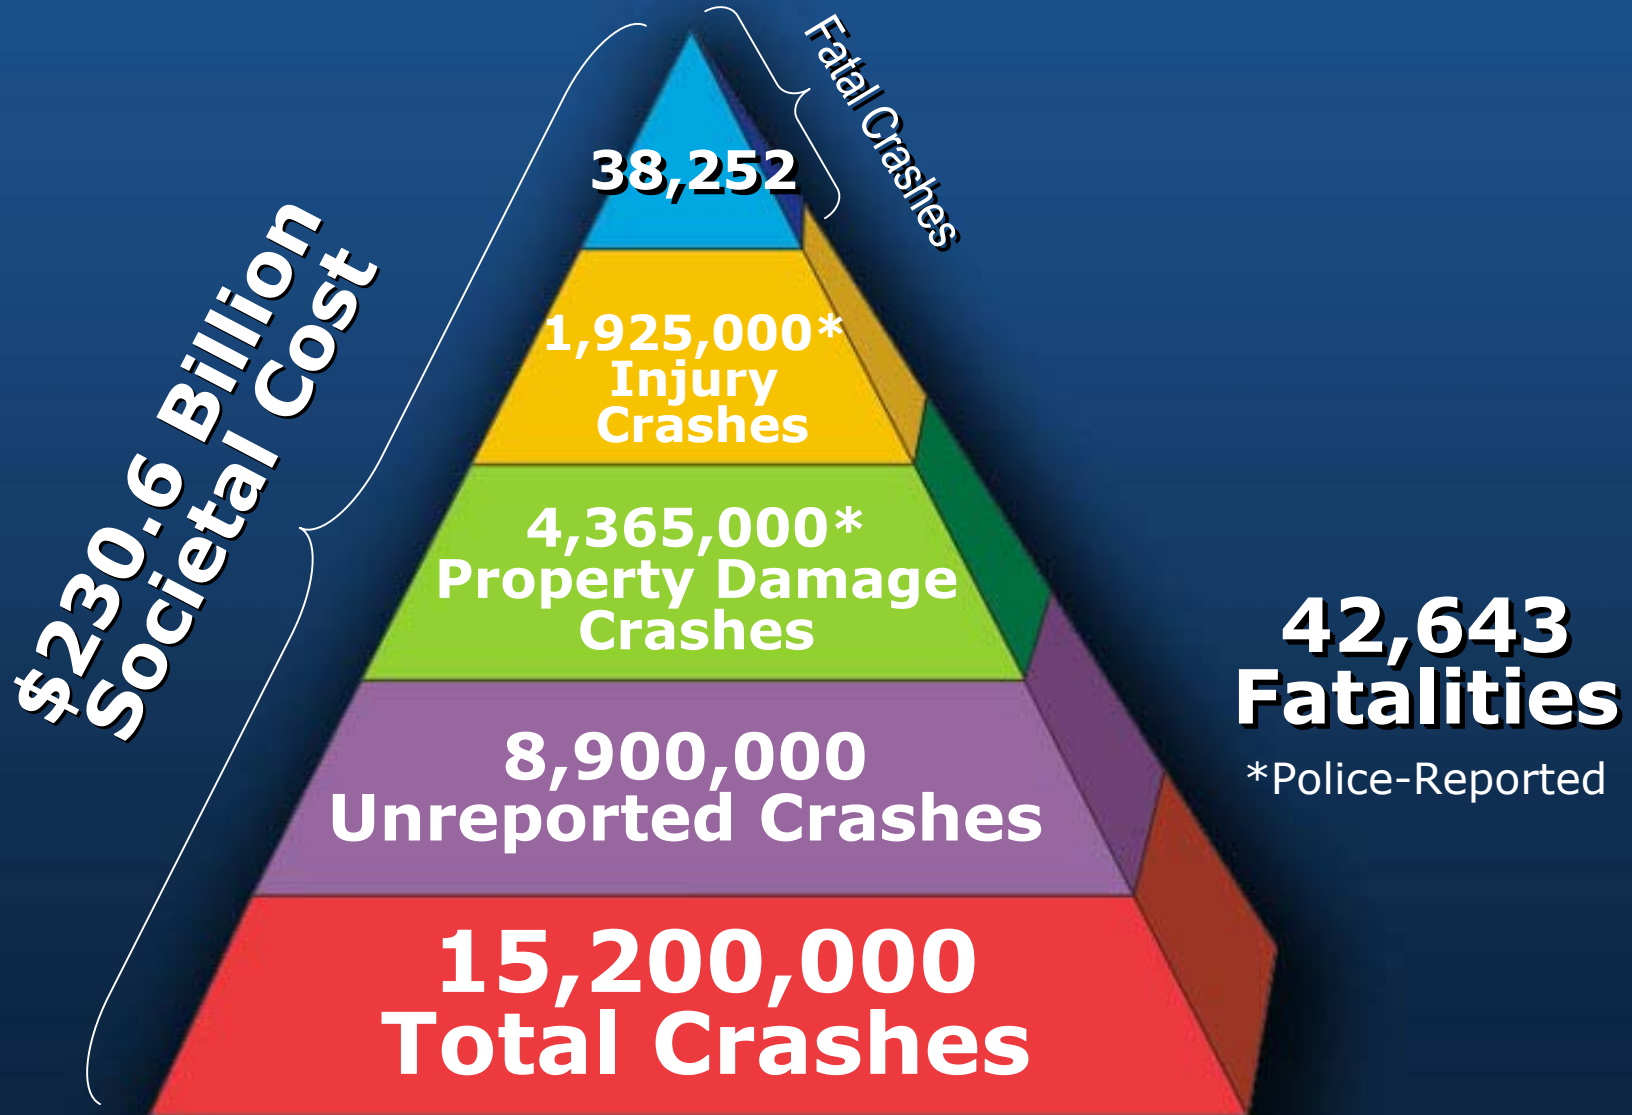 Fatal Crashes
38,252
$230.6 Billion
Societal Cost
1,925,000*
Injury
Crashes
4,365,000*
Property Damage
Crashes
8,900,000
Unreported Crashes
15,200,000
Total Crashes
42,643
Fatalities
*Police-Reported